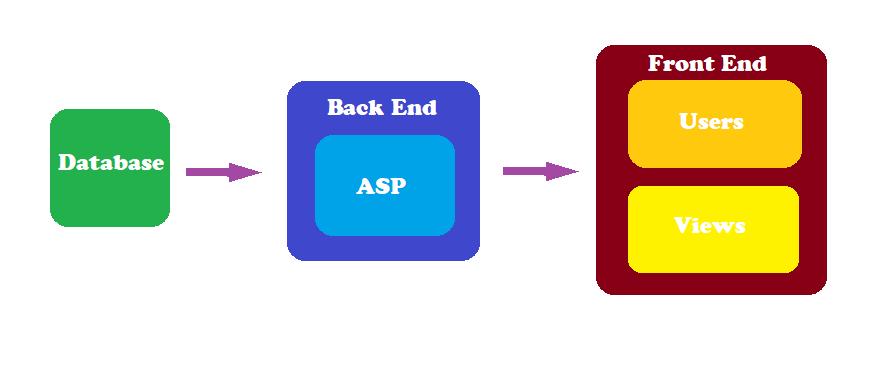 Database
Back End
ASP
Front End
Users
Views